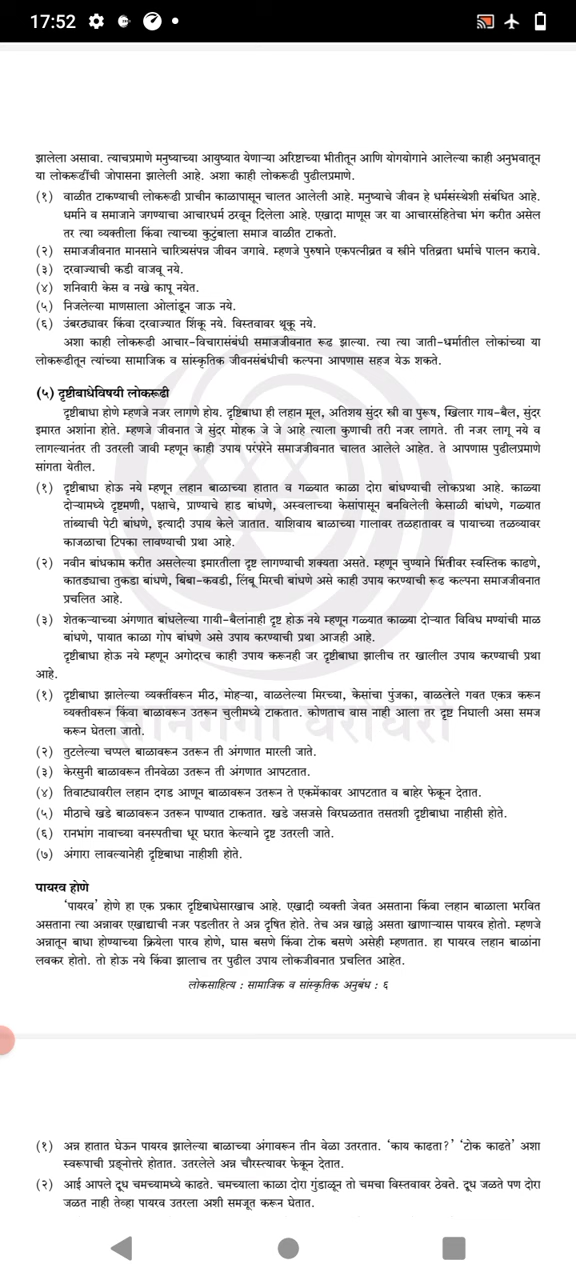 17:52
झालेला असावा. त्याचप्रमाणे मनुष्याच्या आयुष्यात येणाऱ्या अरिष्टाच्या भीतीतून आणि योगयोगाने आलेल्या काही अनुभवातून
या लोकरूढींची जोपासना झालेली आहे. अशा काही लोकरूढी पुढीलप्रमाणे.
(१) वाळीत टाकण्याची लोकरूढी प्राचीन काळापासून चालत आलेली आहे. मनुष्याचे जीवन हे धर्मसंस्थेशी संबंधित आहे.
धर्माने व समाजाने जगण्याचा आचारधर्म ठरवून दिलेला आहे. एखादा माणूस जर या आचारसंहितेचा भंग करीत असेल
तर त्या व्यक्तीला किंवा त्याच्या कुटुंबाला समाज वाळीत टाकतो.
(२) समाजजीवनात मानसाने चारित्र्यसंपन्न जीवन जगावे. म्हणजे पुरुषाने एकपत्नीव्रत व स्त्रीने पतिव्रता धर्माचे पालन करावे.
(३) दरवाज्याची कडी वाजवू नये.
(४) शनिवारी केस व नखे कापू नयेत.
(५) निजलेल्या माणसाला ओलांडून जाऊ नये.
(६) उंबरठ्यावर किंवा दरवाज्यात शिंकू नये. विस्तवावर थूकू नये.
अशा काही लोकरूढी आचार-विचारासंबंधी समाजजीवनात रूढ झाल्या. त्या त्या जाती-धर्मातील लोकांच्या या
लोकरूढीतून त्यांच्या सामाजिक व सांस्कृतिक जीवनसंबंधीची कल्पना आपणास सहज येऊ शकते.
(५) दृष्टीबाधेविषयी लोकरूढी
दृष्टीबाधा होणे म्हणजे नजर लागणे होय. दृष्टिबाधा ही लहान मूल, अतिशय सुंदर स्त्री वा पुरूष, खिलार गाय-बैल, सुंदर
इमारत अशांना होते. म्हणजे जीवनात जे सुंदर मोहक जे जे आहे त्याला कुणाची तरी नजर लागते. ती नजर लागू नये व
लागल्यानंतर ती उतरली जावी म्हणून काही उपाय परंपरेने समाजजीवनात चालत आलेले आहेत. ते आपणास पुढीलप्रमाणे
सांगता येतील.
(१) दृष्टीबाधा होऊ नये म्हणून लहान बाळाच्या हातात व गळ्यात काळा दोरा बांधण्याची लोकप्रथा आहे. काळ्या
दोऱ्यामध्ये दृष्टमणी, पक्षाचे, प्राण्याचे हाड बांधणे, अस्वलाच्या केसांपासून बनविलेली केसाळी बांधणे, गळ्यात
तांब्याची पेटी बांधणे, इत्यादी उपाय केले जातात. याशिवाय बाळाच्या गालावर तळहातावर व पायाच्या तळव्यावर
काजळाचा टिपका लावण्याची प्रथा आहे.
(२) नवीन बांधकाम करीत असलेल्या इमारतीला दृष्ट लागण्याची शक्यता असते. म्हणून चुण्याने भिंतीवर स्वस्तिक काढणे,
कातड्याचा तुकडा बांधणे, बिबा-कवडी, लिंबू मिरची बांधणे असे काही उपाय करण्याची रूढ कल्पना समाजजीवनात
प्रचलित आहे.
(३) शेतकऱ्याच्या अंगणात बांधलेल्या गायी-बैलांनाही दृष्ट होऊ नये म्हणून गळ्यात काळ्या दोऱ्यात विविध मण्यांची माळ
बांधणे, पायात काळा गोप बांधणे असे उपाय करण्याची प्रथा आजही आहे.
दृष्टीबाधा होऊ नये म्हणून अगोदरच काही उपाय करूनही जर दृष्टीबाधा झालीच तर खालील उपाय करण्याची प्रथा
आहे.
(१) दृष्टीबाधा झालेल्या व्यक्तींवरून मीठ, मोहऱ्या, वाळलेल्या मिरच्या, केसांचा पुंजका, वाळलेले गवत एकत्र करून
व्यक्तीवरून किंवा बाळावरून उतरून चुलीमध्ये टाकतात. कोणताच वास नाही आला तर दृष्ट निघाली असा समज
करून घेतला जातो.
(२) तुटलेल्या चप्पल बाळावरून उतरून ती अंगणात मारली जाते.
(३) केरसुनी बाळावरून तीनवेळा उतरून ती अंगणात आपटतात.
(४) तिवाट्यावरील लहान दगड आणून बाळावरून उतरून ते एकमेंकावर आपटतात व बाहेर फेकून देतात.
(५) मीठाचे खडे बाळावरून उतरून पाण्यात टाकतात. खडे जसजसे विरघळतात तसतशी दृष्टीबाधा नाहीसी होते.
(६) रानभांग नावाच्या वनस्पतीचा धूर घरात केल्याने दृष्ट उतरली जाते.
(७) अंगारा लावल्यानेही दृष्टिबाधा नाहीशी होते.
पायरव होणे
'पायरव' होणे हा एक प्रकार दृष्टिबाधेसारखाच आहे. एखादी व्यक्ती जेवत असताना किंवा लहान बाळाला भरवित
असताना त्या अन्नावर एखाद्याची नजर पडलीतर ते अन्न दृषित होते. तेच अन्न खाल्ले असता खाणाऱ्यास पायरव होतो. म्हणजे
अन्नातून बाधा होण्याच्या क्रियेला पारव होणे, घास बसणे किंवा टोक बसणे असेही म्हणतात. हा पायरव लहान बाळांना
लवकर होतो. तो होऊ नये किंवा झालाच तर पुढील उपाय लोकजीवनात प्रचलित आहेत.
लोकसाहित्य : सामाजिक व सांस्कृतिक अनुबंध : ६
(१) अन्न हातात घेऊन पायरव झालेल्या बाळाच्या अंगावरून तीन वेळा उतरतात. 'काय काढता?' 'टोक काढते' अशा
स्वरूपाची प्रश्नोत्तरे होतात. उतरलेले अन्न चौरस्त्यावर फेकून देतात.
(२) आई आपले दूध चमच्यामध्ये काढते. चमच्याला काळा दोरा गुंडाळून तो चमचा विस्तवावर ठेवते. दूध जळते पण दोरा
जळत नाही तेव्हा पायरव उतरला अशी समजूत करून घेतात.